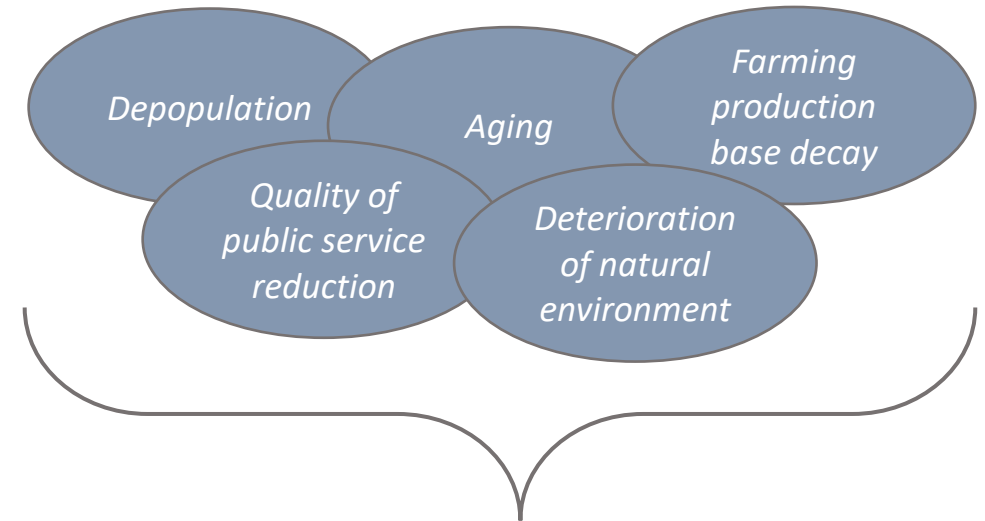 Depopulation
Aging
Farming
production
base decay
Quality of
public service
reduction
Deterioration
of natural
environment